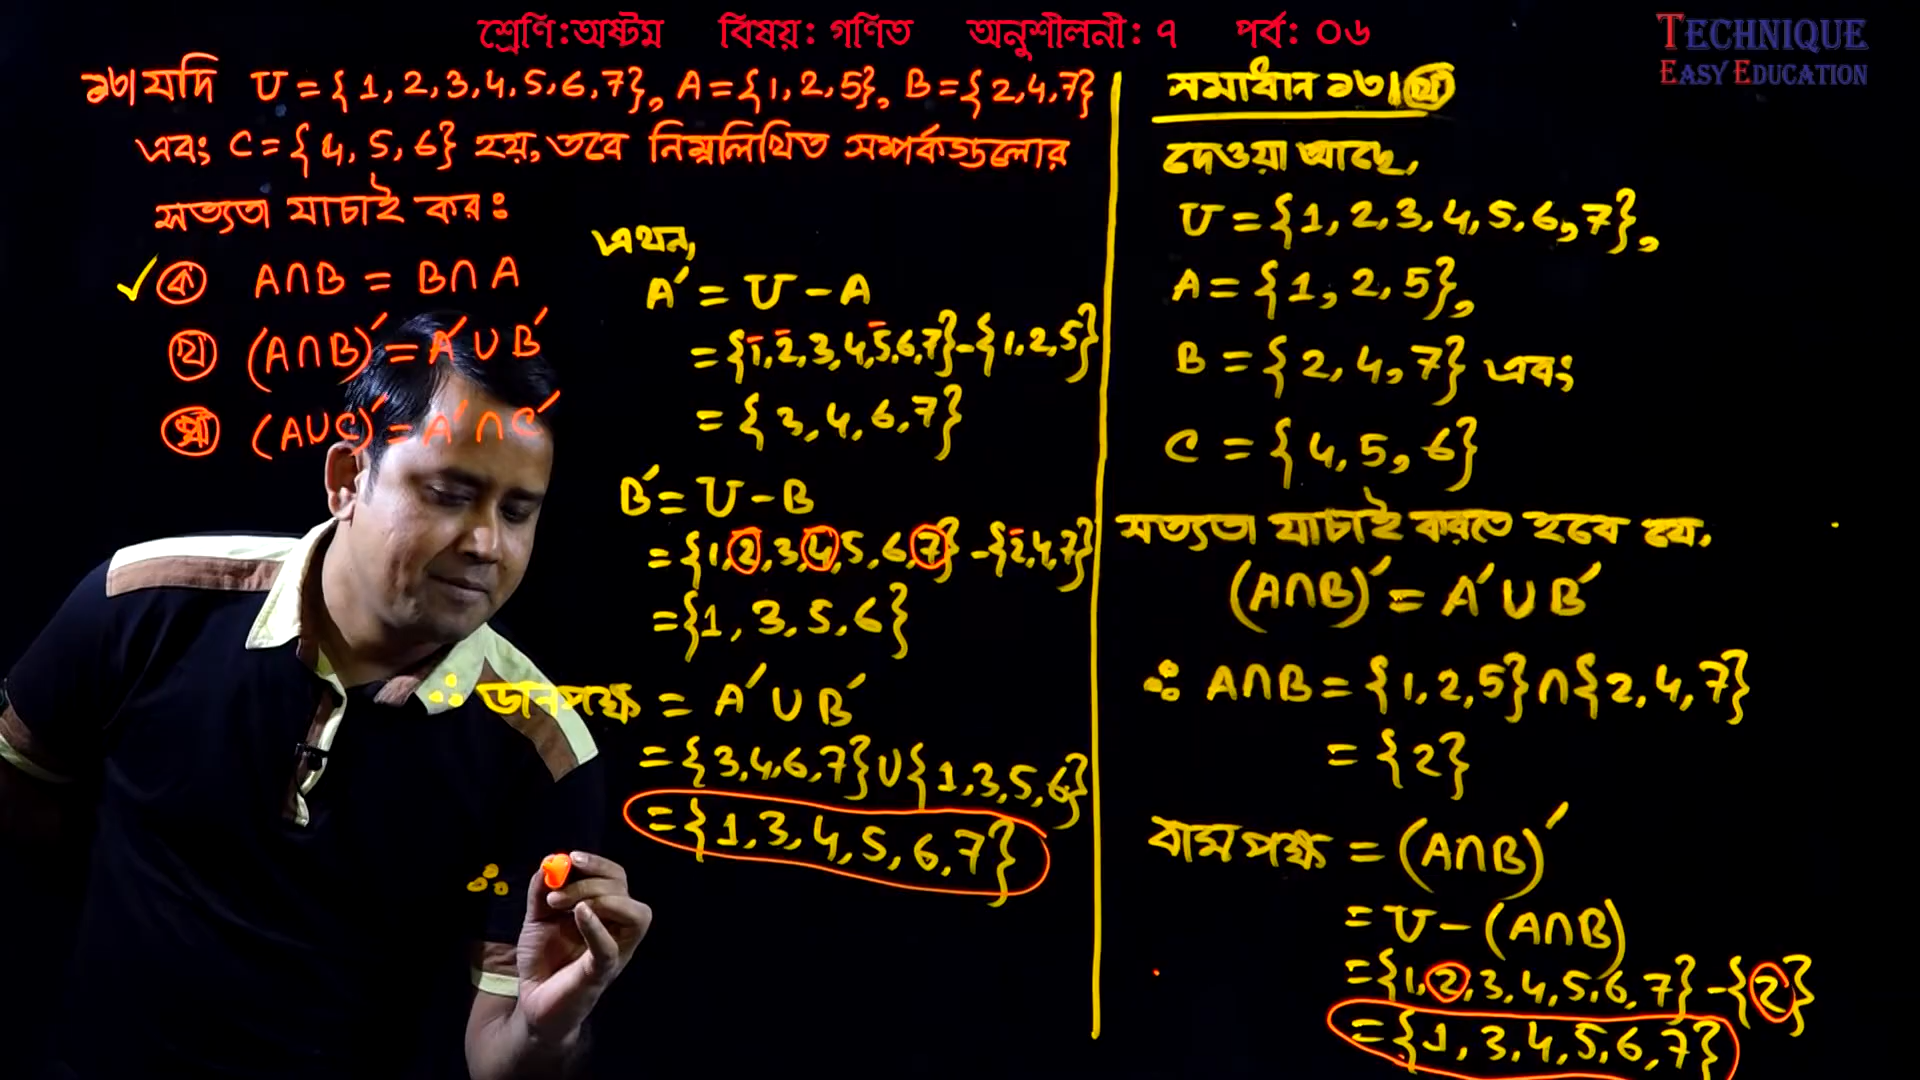 শ্রেণি:অষ্টম বিষয়: গণিত অনুশীলনী: ৭ পর্ব: ০৬
TECHNIQUE
EASY EDUCATION
১৩। যদি U = {1, 2, 3, 4, 5, 6, 7}, A = {1, 2, 5}, B = {2, 4, 7}
এবং C = {4, 5, 6} হয়, তবে নিম্নলিখিত সম্পর্কগুলোর
সত্যতা যাচাই কর:
✓ ক A∩B = B∩A
খ (A∩B)′ = A′∪B′
গ (A∪C)′ = A′∩C′
এখন,
A′ = U - A
= {1,2,3,4,5,6,7} - {1,2,5}
= {3,4,6,7}
B′ = U - B
= {1,2,3,4,5,6,7} - {2,4,7}
= {1,3,5,6}
∴ ডানপক্ষ = A′∪B′
= {3,4,6,7} ∪ {1,3,5,6}
= {1,3,4,5,6,7}
∴
সমাধান ১৩। খ
দেওয়া আছে,
U = {1, 2, 3, 4, 5, 6, 7},
A = {1, 2, 5},
B = {2, 4, 7} এবং
C = {4, 5, 6}
সত্যতা যাচাই করতে হবে যে,
(A∩B)′ = A′∪B′
∴ A∩B = {1,2,5}∩{2,4,7}
= {2}
বামপক্ষ = (A∩B)′
= U - (A∩B)
= {1,2,3,4,5,6,7} - {2}
= {1,3,4,5,6,7}